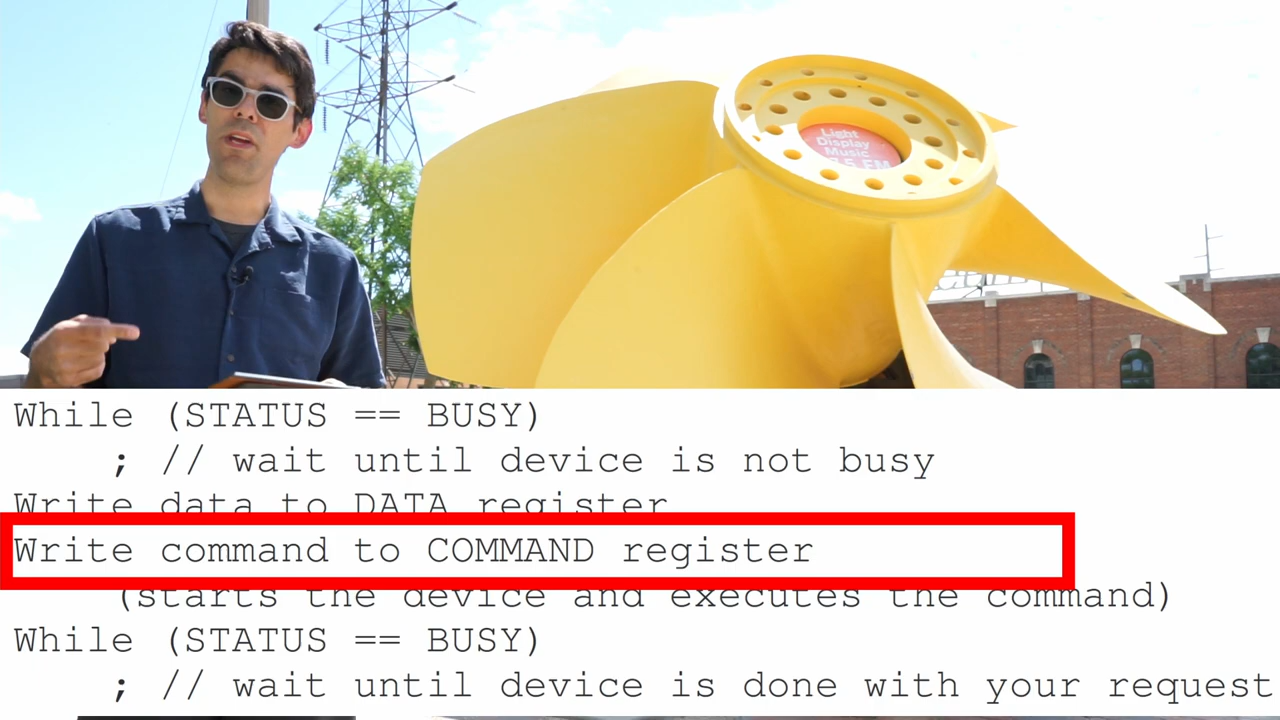 Light
Display
Music
.5 FM
While (STATUS == BUSY)
; // wait until device is not busy
Write data to DATA register
Write command to COMMAND register
(starts the device and executes the command)
While (STATUS == BUSY)
; // wait until device is done with your request